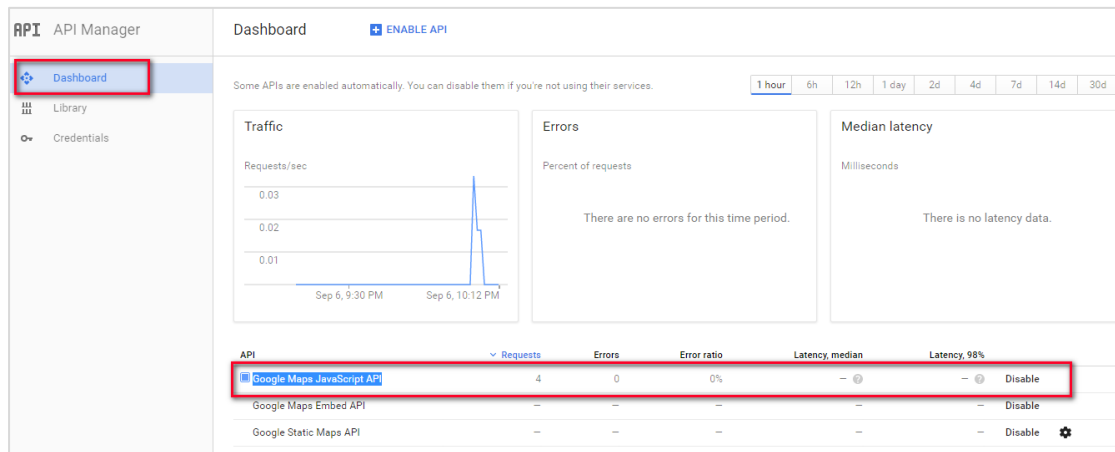 API API Manager
Dashboard
Library
Credentials
Dashboard ENABLE API
Some APIs are enabled automatically. You can disable them if you're not using their services.
1 hour 6h 12h 1 day 2d 4d 7d 14d 30d
Traffic
Requests/sec
0.03
0.02
0.01
Sep 6, 9:30 PM Sep 6, 10:12 PM
Errors
Percent of requests
There are no errors for this time period.
Median latency
Milliseconds
There is no latency data.
API Requests Errors Error ratio Latency, median Latency, 98%
Google Maps JavaScript API 4 0 0% – – Disable
Google Maps Embed API – – – – – Disable
Google Static Maps API – – – – – Disable